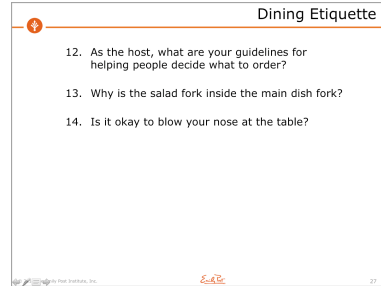 Dining Etiquette
12. As the host, what are your guidelines for
helping people decide what to order?
13. Why is the salad fork inside the main dish fork?
14. Is it okay to blow your nose at the table?
Post Institute, Inc.
Emily Post
27